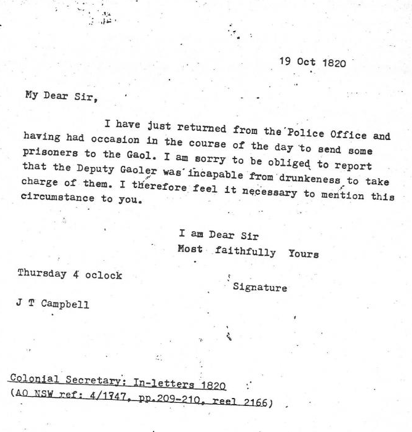 19 Oct 1820
My Dear Sir,
I have just returned from the Police Office and
having had occasion in the course of the day to send some
prisoners to the Gaol. I am sorry to be obliged to report
that the Deputy Gaoler was incapable from drunkeness to take
charge of them. I therefore feel it necessary to mention this
circumstance to you.
I am Dear Sir
Most faithfully Yours
Thursday 4 oclock
Signature
J T Campbell
Colonial Secretary: In-letters 1820
(AO NSW ref: 4/1747, pp.209-210, reel 2166)